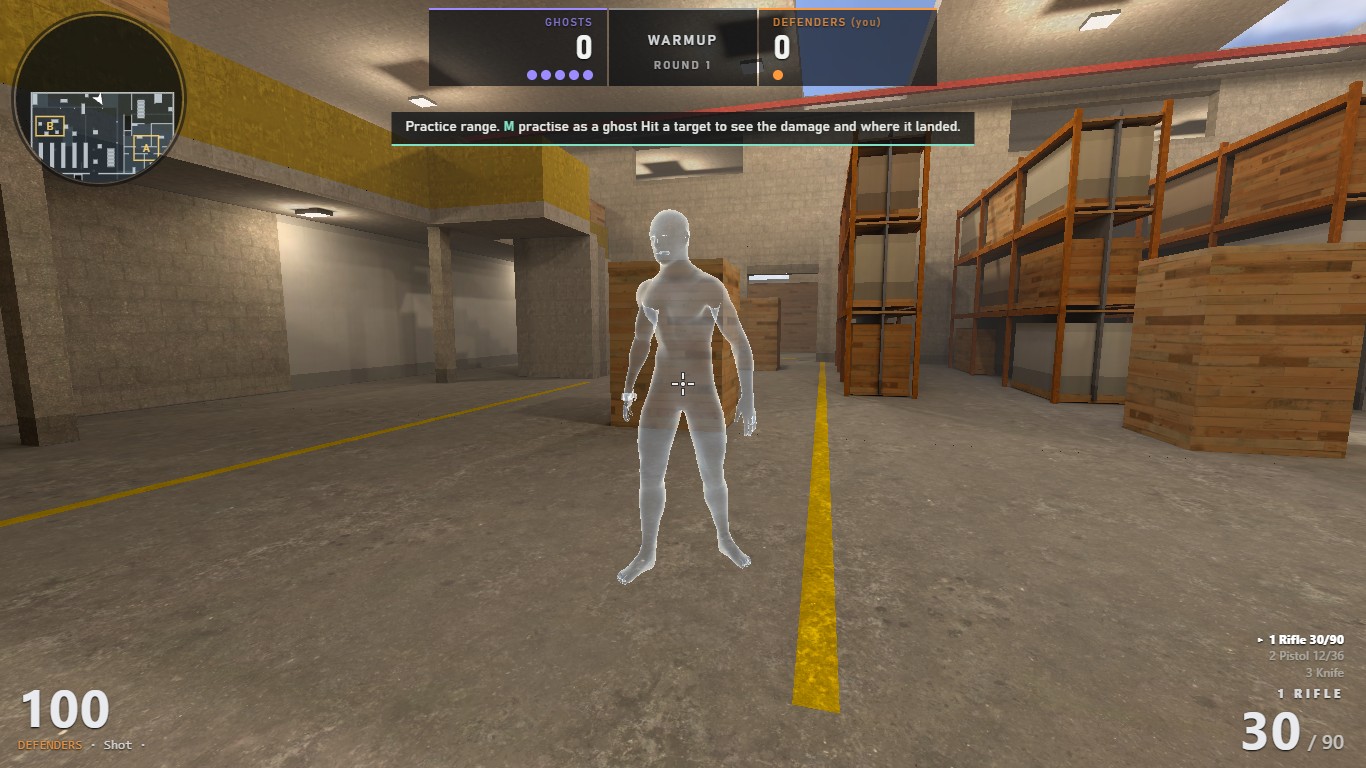 GHOSTS
0
WARMUP
ROUND 1
DEFENDERS (you)
0
Practice range. M practise as a ghost Hit a target to see the damage and where it landed.
B
A
1 Rifle 30/90
2 Pistol 12/36
3 Knife
1 RIFLE
30 / 90
100
DEFENDERS · Shot ·